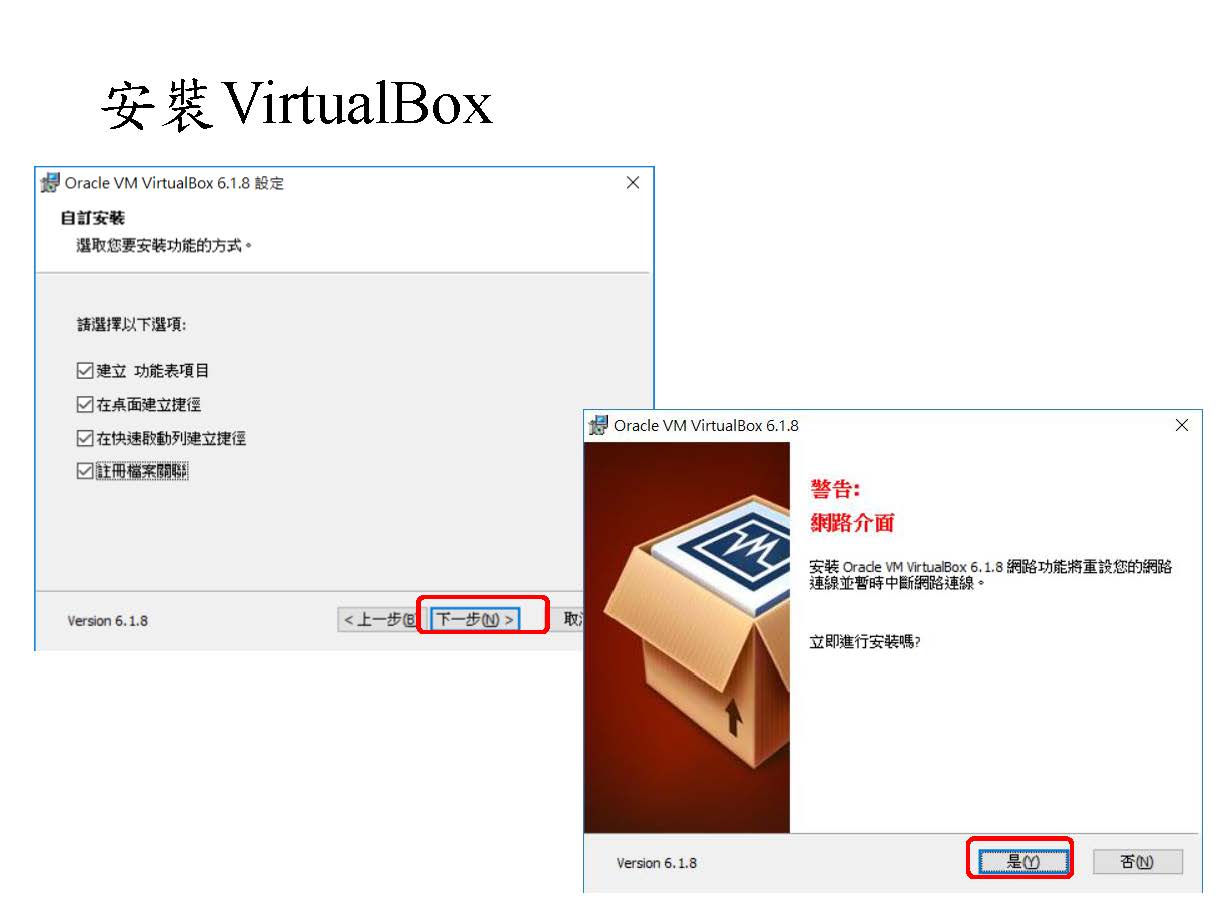 安裝VirtualBox
Oracle VM VirtualBox 6.1.8 設定
自訂安裝
選取您要安裝功能的方式。
請選擇以下選項:
建立 功能表項目
在桌面建立捷徑
在快速啟動列建立捷徑
註冊檔案關聯
Version 6.1.8
< 上一步(B)
下一步(N) >
取
Oracle VM VirtualBox 6.1.8
警告:
網路介面
安裝 Oracle VM VirtualBox 6.1.8 網路功能將重設您的網路
連線並暫時中斷網路連線。
立即進行安裝嗎?
Version 6.1.8
是(Y)
否(N)